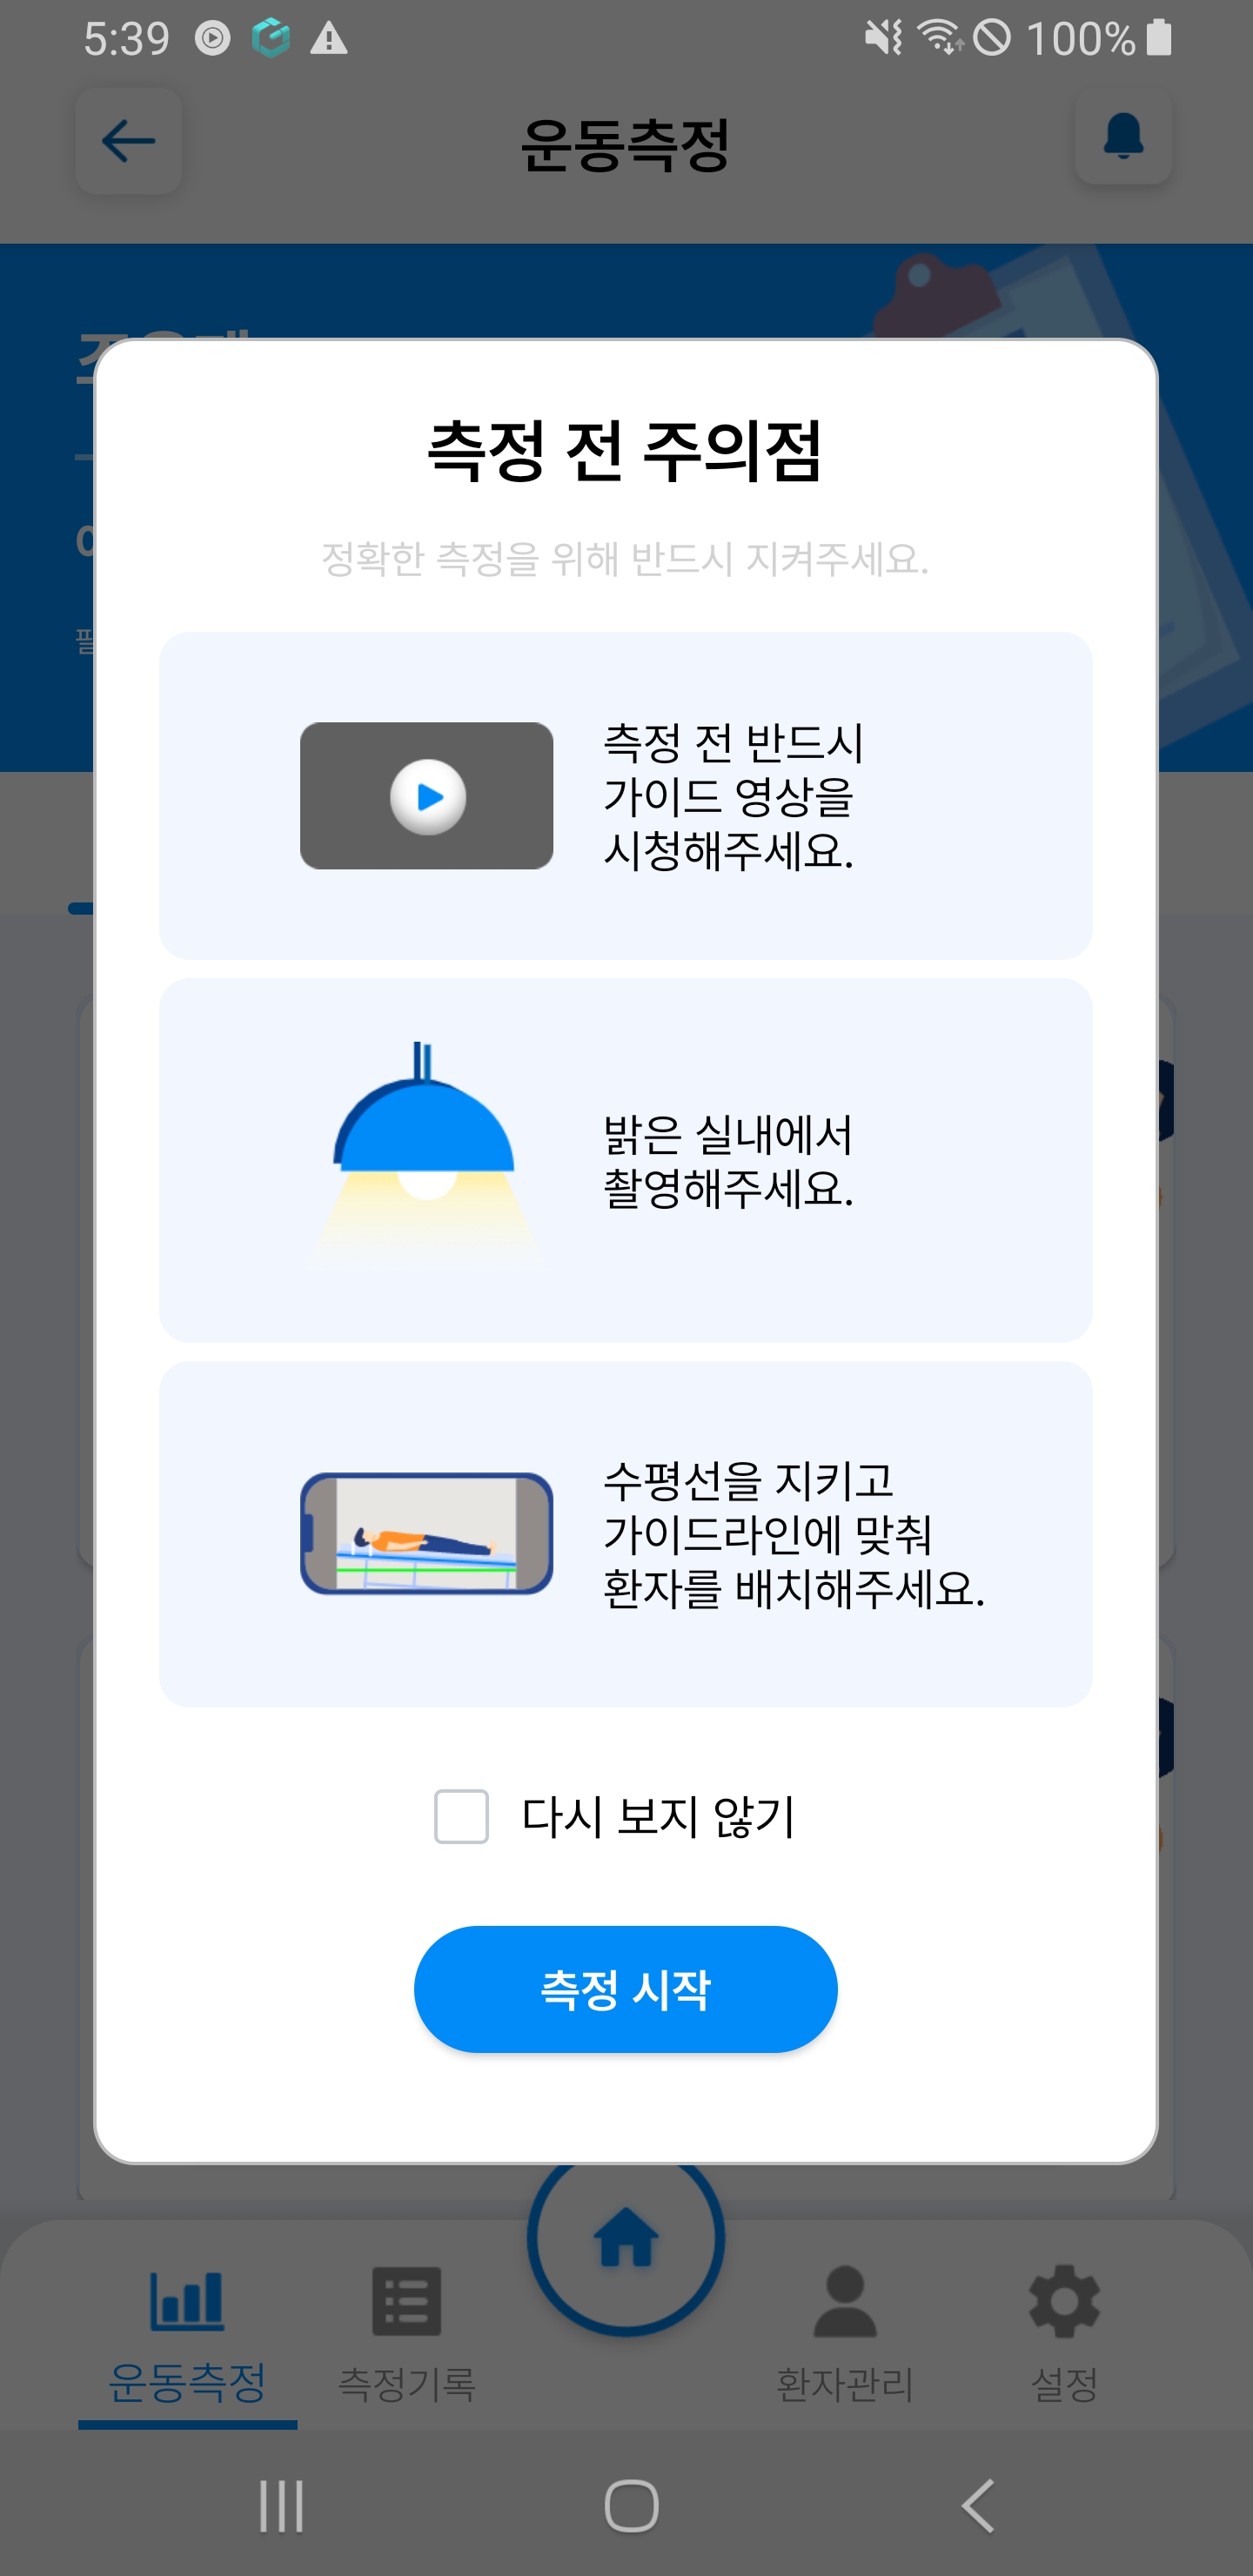 5:39
100%
운동측정
측정 전 주의점
정확한 측정을 위해 반드시 지켜주세요.
측정 전 반드시
가이드 영상을
시청해주세요.
밝은 실내에서
촬영해주세요.
수평선을 지키고
가이드라인에 맞춰
환자를 배치해주세요.
다시 보지 않기
측정 시작
운동측정
측정기록
환자관리
설정